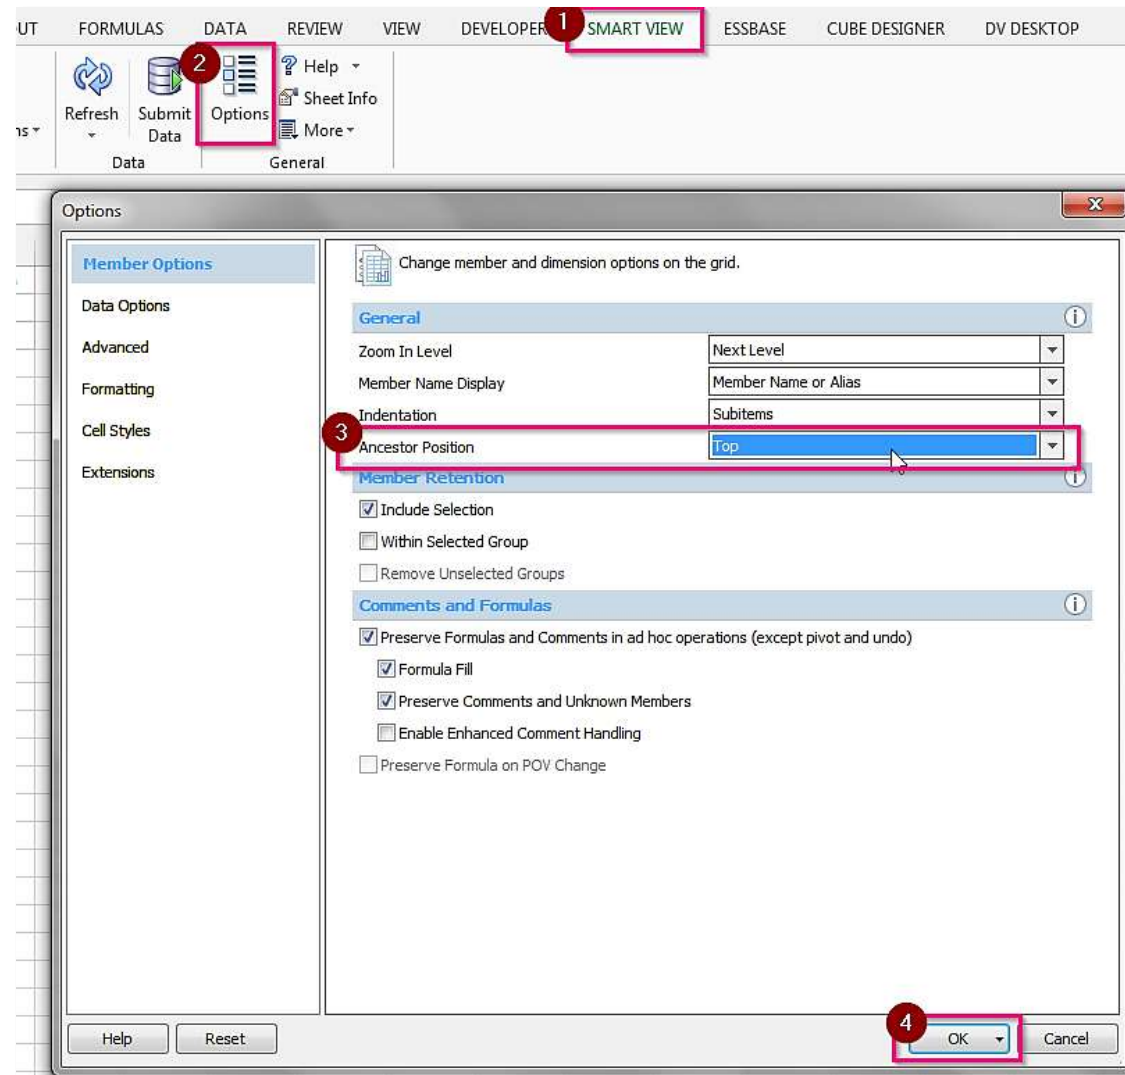 UT FORMULAS DATA REVIEW VIEW DEVELOPER 1 SMART VIEW ESSBASE CUBE DESIGNER DV DESKTOP
2
Help
Sheet Info
Refresh Submit Data Options
ns
More
Data General
Options X
Member Options
Change member and dimension options on the grid.
Data Options
General
Advanced
Zoom In Level Next Level
Formatting
Member Name Display Member Name or Alias
Cell Styles
Indentation Subitems
3
Ancestor Position Top
Extensions
Member Retention
Include Selection
Within Selected Group
Remove Unselected Groups
Comments and Formulas
Preserve Formulas and Comments in ad hoc operations (except pivot and undo)
Formula Fill
Preserve Comments and Unknown Members
Enable Enhanced Comment Handling
Preserve Formula on POV Change
4
Help Reset OK Cancel